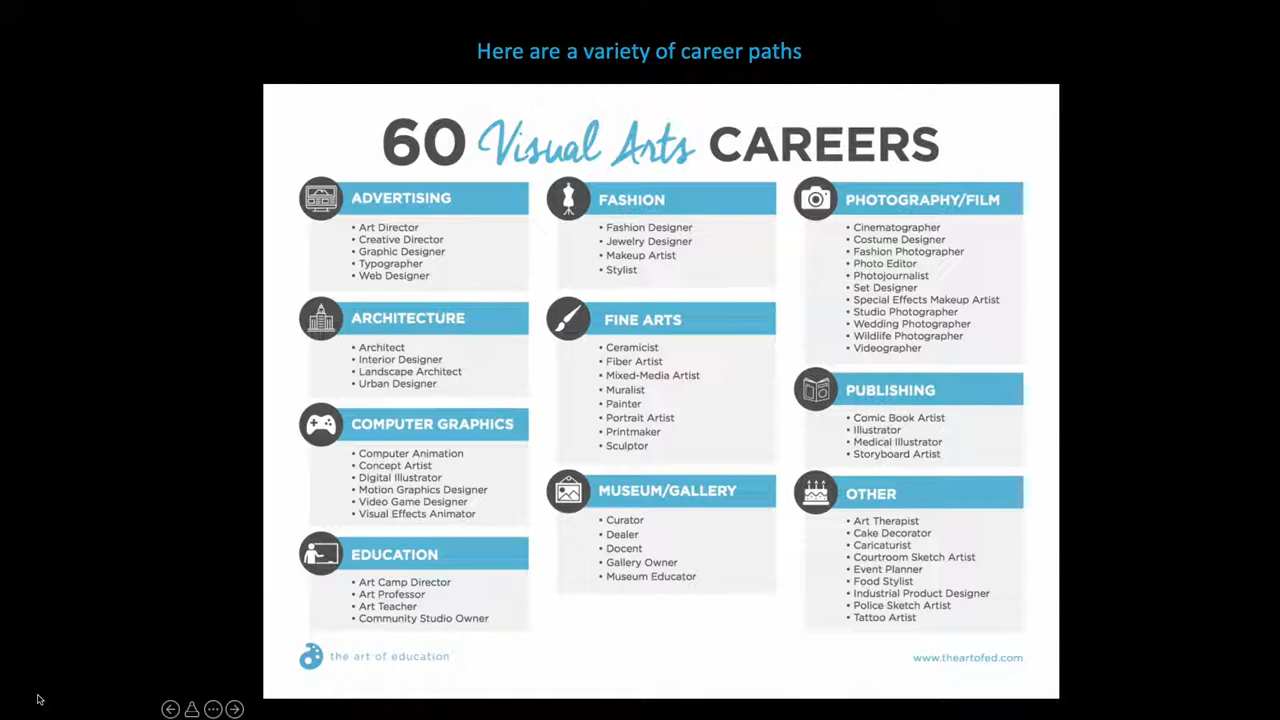 Here are a variety of career paths
60 Visual Arts CAREERS
ADVERTISING
• Art Director
• Creative Director
• Graphic Designer
• Typographer
• Web Designer
ARCHITECTURE
• Architect
• Interior Designer
• Landscape Architect
• Urban Designer
COMPUTER GRAPHICS
• Computer Animation
• Concept Artist
• Digital Illustrator
• Motion Graphics Designer
• Video Game Designer
• Visual Effects Animator
EDUCATION
• Art Camp Director
• Art Professor
• Art Teacher
• Community Studio Owner
FASHION
• Fashion Designer
• Jewelry Designer
• Makeup Artist
• Stylist
FINE ARTS
• Ceramicist
• Fiber Artist
• Mixed-Media Artist
• Muralist
• Painter
• Portrait Artist
• Printmaker
• Sculptor
MUSEUM/GALLERY
• Curator
• Dealer
• Docent
• Gallery Owner
• Museum Educator
PHOTOGRAPHY/FILM
• Cinematographer
• Costume Designer
• Fashion Photographer
• Photo Editor
• Photojournalist
• Set Designer
• Special Effects Makeup Artist
• Studio Photographer
• Wedding Photographer
• Wildlife Photographer
• Videographer
PUBLISHING
• Comic Book Artist
• Illustrator
• Medical Illustrator
• Storyboard Artist
OTHER
• Art Therapist
• Cake Decorator
• Caricaturist
• Courtroom Sketch Artist
• Event Planner
• Food Stylist
• Industrial Product Designer
• Police Sketch Artist
• Tattoo Artist
the art of education
www.theartofed.com